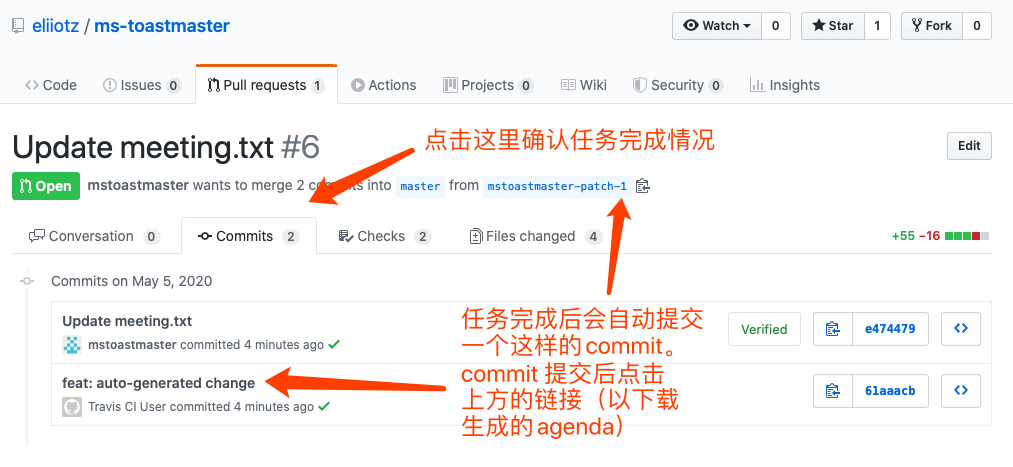 eliiotz / ms-toastmaster
Watch 0 Star 1 Fork 0
Code Issues 0 Pull requests 1 Actions Projects 0 Wiki Security 0 Insights
Update meeting.txt #6
点击这里确认任务完成情况
Edit
Open mstoastmaster wants to merge 2 commits into master from mstoastmaster-patch-1
Conversation 0 Commits 2 Checks 2 Files changed 4 +55 −16
Commits on May 5, 2020
Update meeting.txt
mstoastmaster committed 4 minutes ago
Verified e474479
feat: auto-generated change
Travis CI User committed 4 minutes ago
61aaacb
任务完成后会自动提交
一个这样的commit。
commit 提交后点击
上方的链接（以下载
生成的agenda）